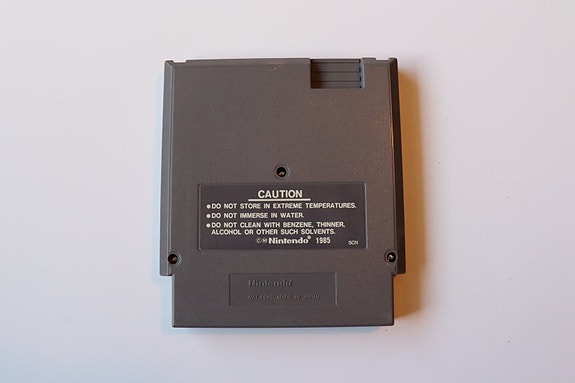 CAUTION
●DO NOT STORE IN EXTREME TEMPERATURES.
●DO NOT IMMERSE IN WATER.
●DO NOT CLEAN WITH BENZENE, THINNER,
ALCOHOL OR OTHER SUCH SOLVENTS.
©™ Nintendo® 1985
SCN
Nintendo